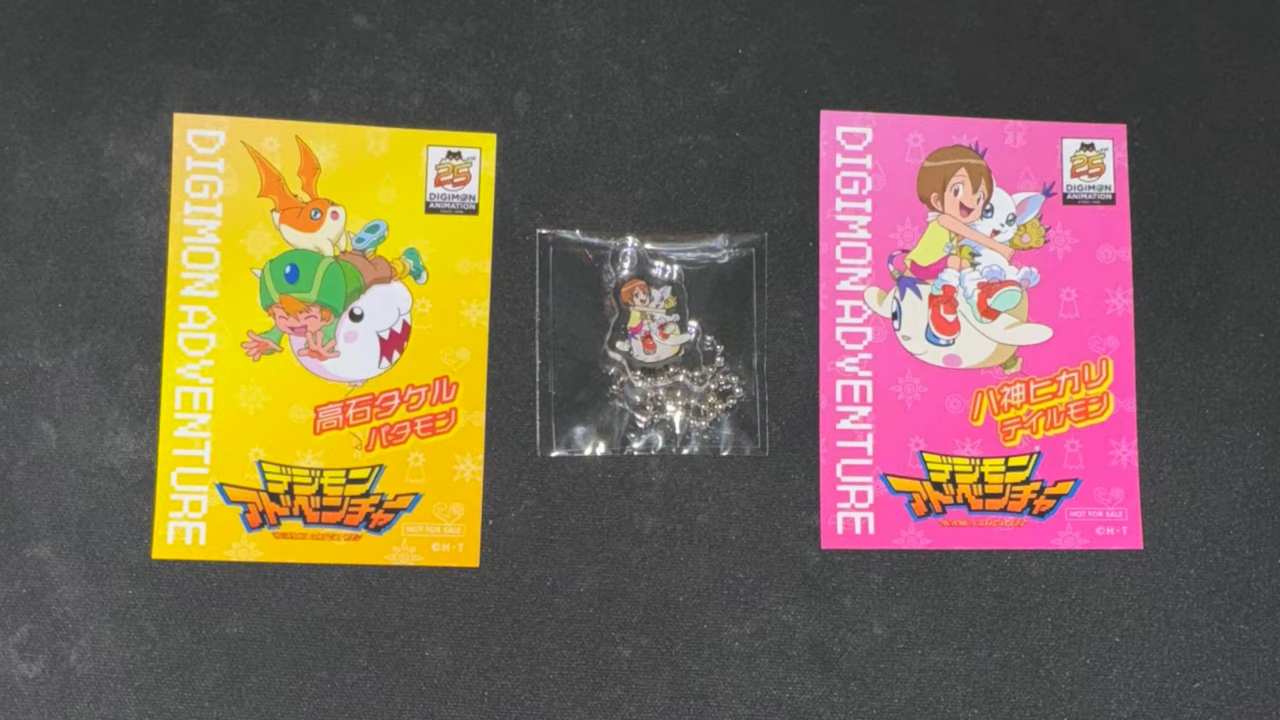 DIGIMON ADVENTURE
25
DIGIMON
ANIMATION
高石タケル
パタモン
デジモン
アドベンチャー
NOT FOR SALE
©H・T
DIGIMON ADVENTURE
25
DIGIMON
ANIMATION
八神ヒカリ
テイルモン
デジモン
アドベンチャー
NOT FOR SALE
©H・T